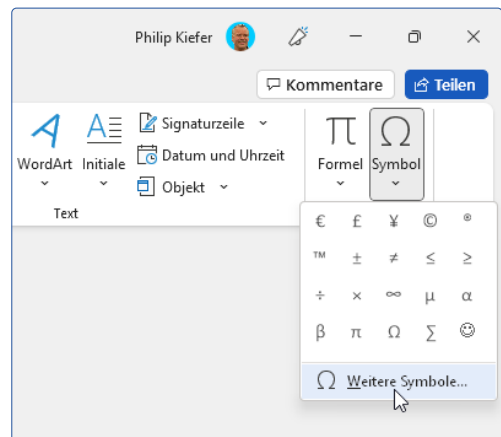 Philip Kiefer
Kommentare
Teilen
WordArt
Initiale
Signaturzeile
Datum und Uhrzeit
Objekt
Formel
Symbol
Text
€ £ ¥ © ®
™ ± ≠ ≤ ≥
÷ × ∞ µ α
β π Ω ∑ ☺
Ω Weitere Symbole...